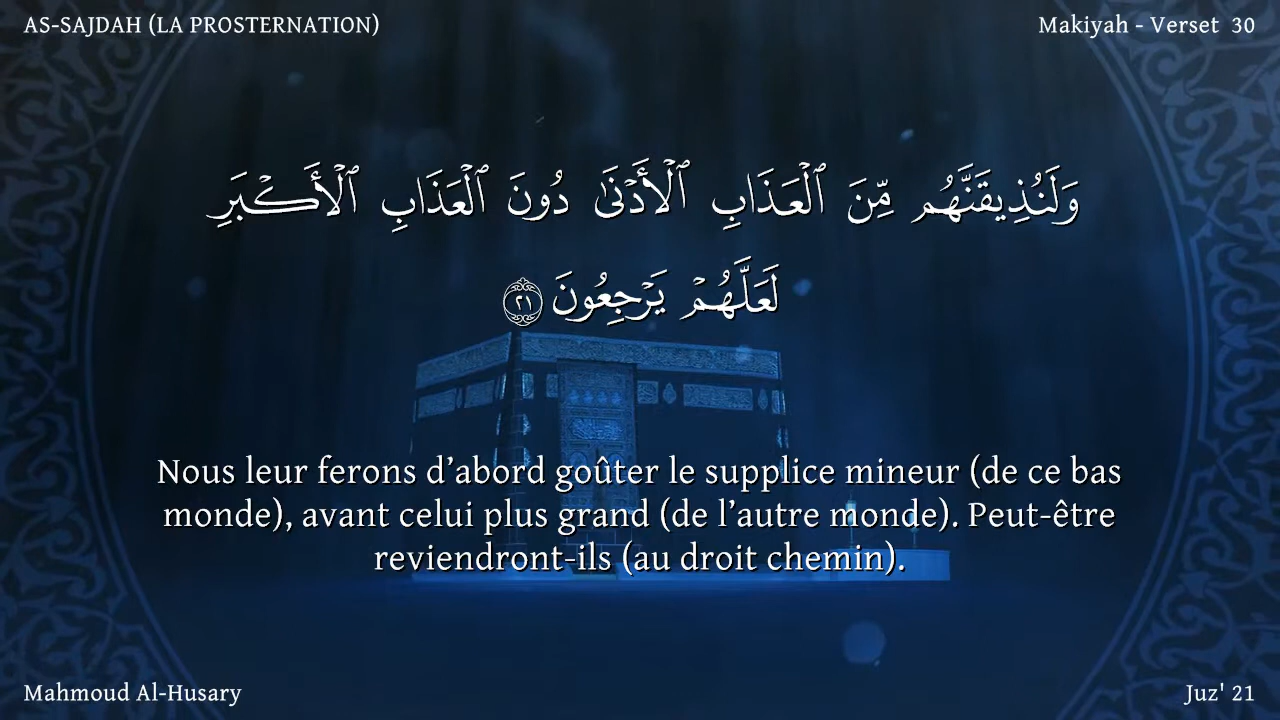 AS-SAJDAH (LA PROSTERNATION)
Makiyah - Verset 30
وَلَنُذِيقَنَّهُم مِّنَ ٱلْعَذَابِ ٱلْأَدْنَىٰ دُونَ ٱلْعَذَابِ ٱلْأَكْبَرِ
لَعَلَّهُمْ يَرْجِعُونَ ٢١
Nous leur ferons d’abord goûter le supplice mineur (de ce bas
monde), avant celui plus grand (de l’autre monde). Peut-être
reviendront-ils (au droit chemin).
Mahmoud Al-Husary
Juz' 21